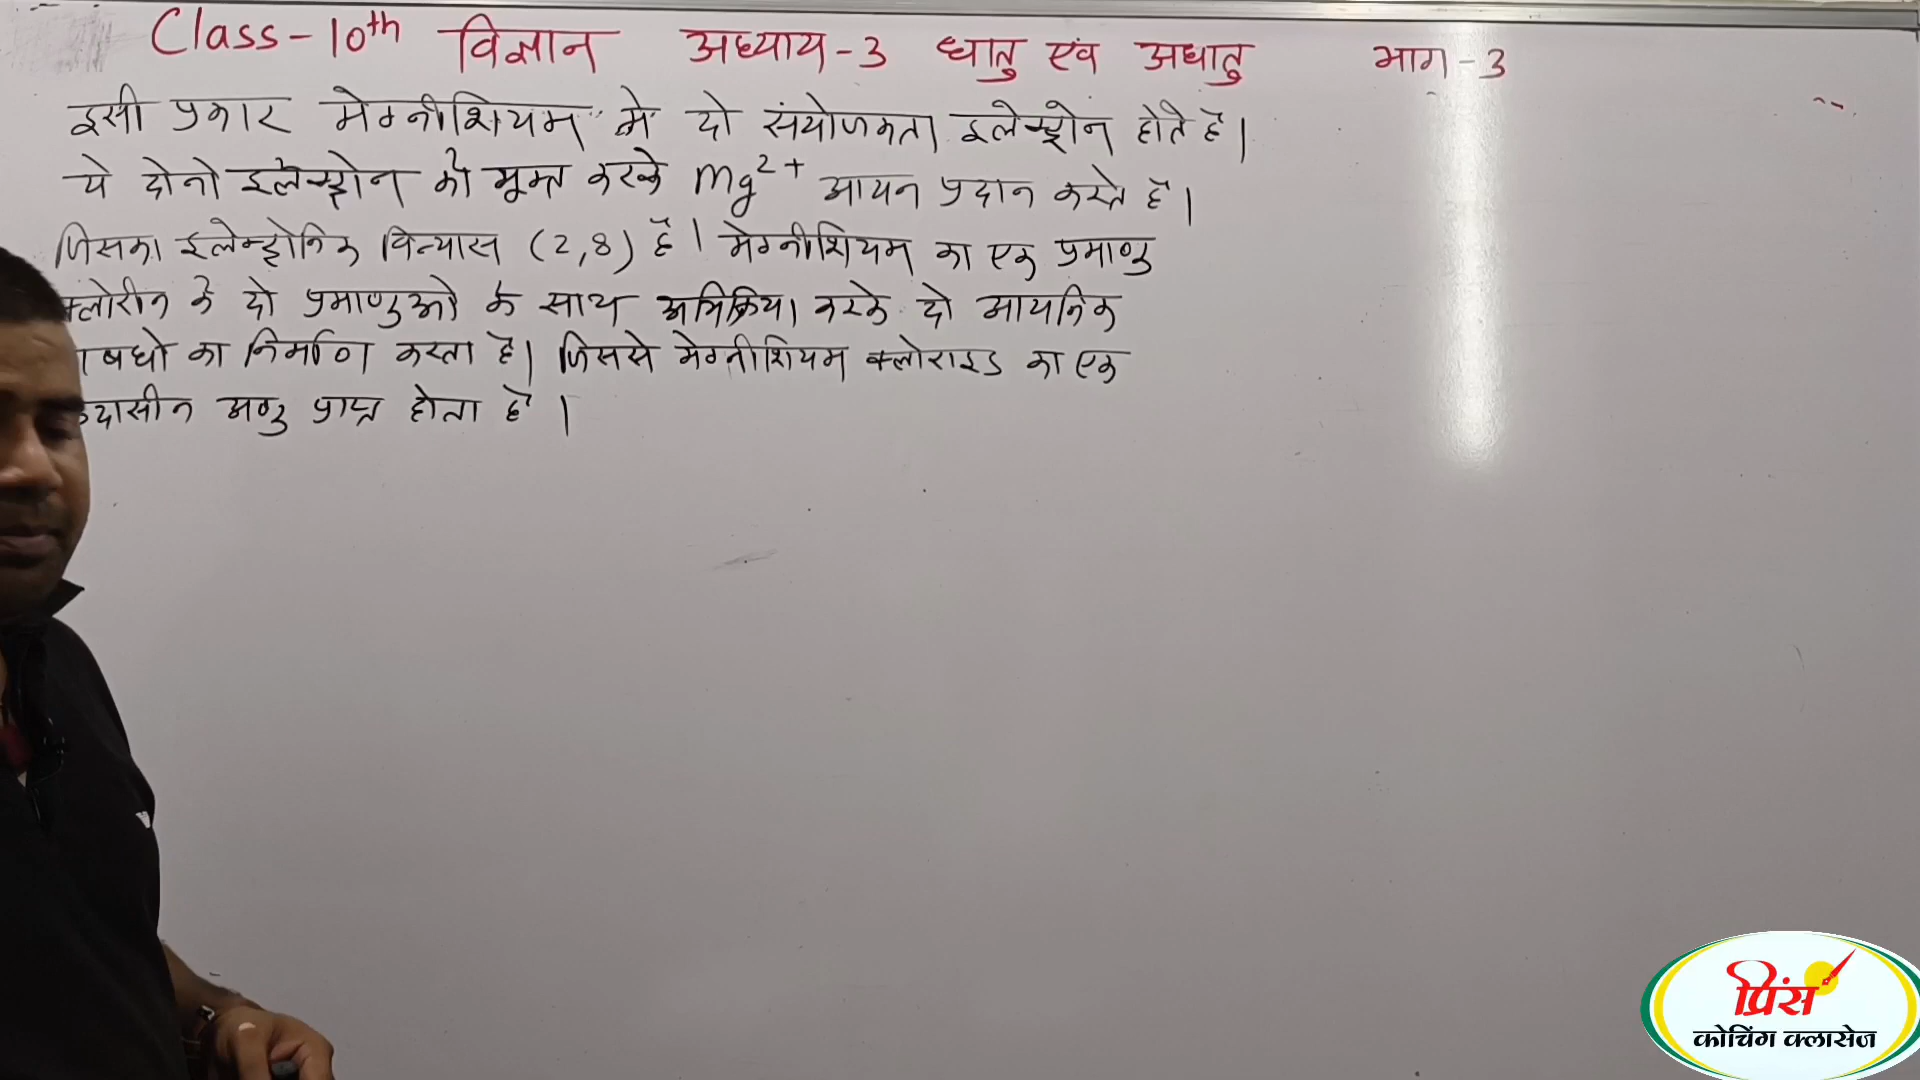 Class-10th विज्ञान अध्याय-3 धातु एवं अधातु भाग-3
इसी प्रकार मेग्नीशियम मे दो संयोजकता इलेक्ट्रोन होते है।
ये दोनो इलेक्ट्रोन को मुक्त करके Mg2+ आयन प्रदान करते है।
जिसका इलेक्ट्रोनिक विन्यास (2,8) है। मेग्नीशियम का एक प्रमाणु
क्लोरीन के दो प्रमाणुओ के साथ अभिक्रिया करके दो आयनिक
बधो का निर्माण करता है। जिससे मेग्नीशियम क्लोराइड का एक
उदासीन अणु प्राप्त होता है।
प्रिंस
कोचिंग क्लासेज